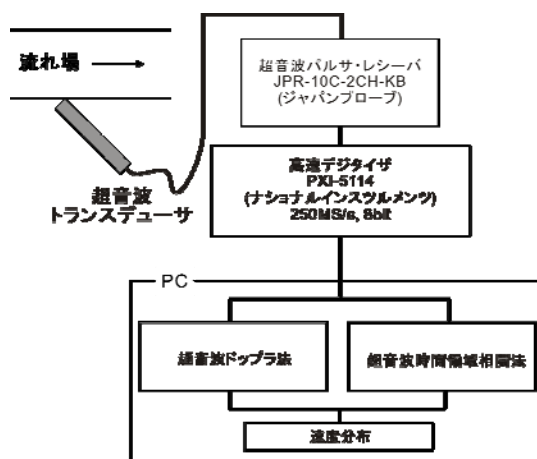 流れ場
超音波パルサ・レシーバ
JPR-10C-2CH-KB
(ジャパンプローブ)
高速デジタイザ
PXI-5114
(ナショナルインスツルメンツ)
250MS/s, 8bit
超音波
トランスデューサ
PC
超音波ドップラ法
超音波時間領域相関法
速度分布